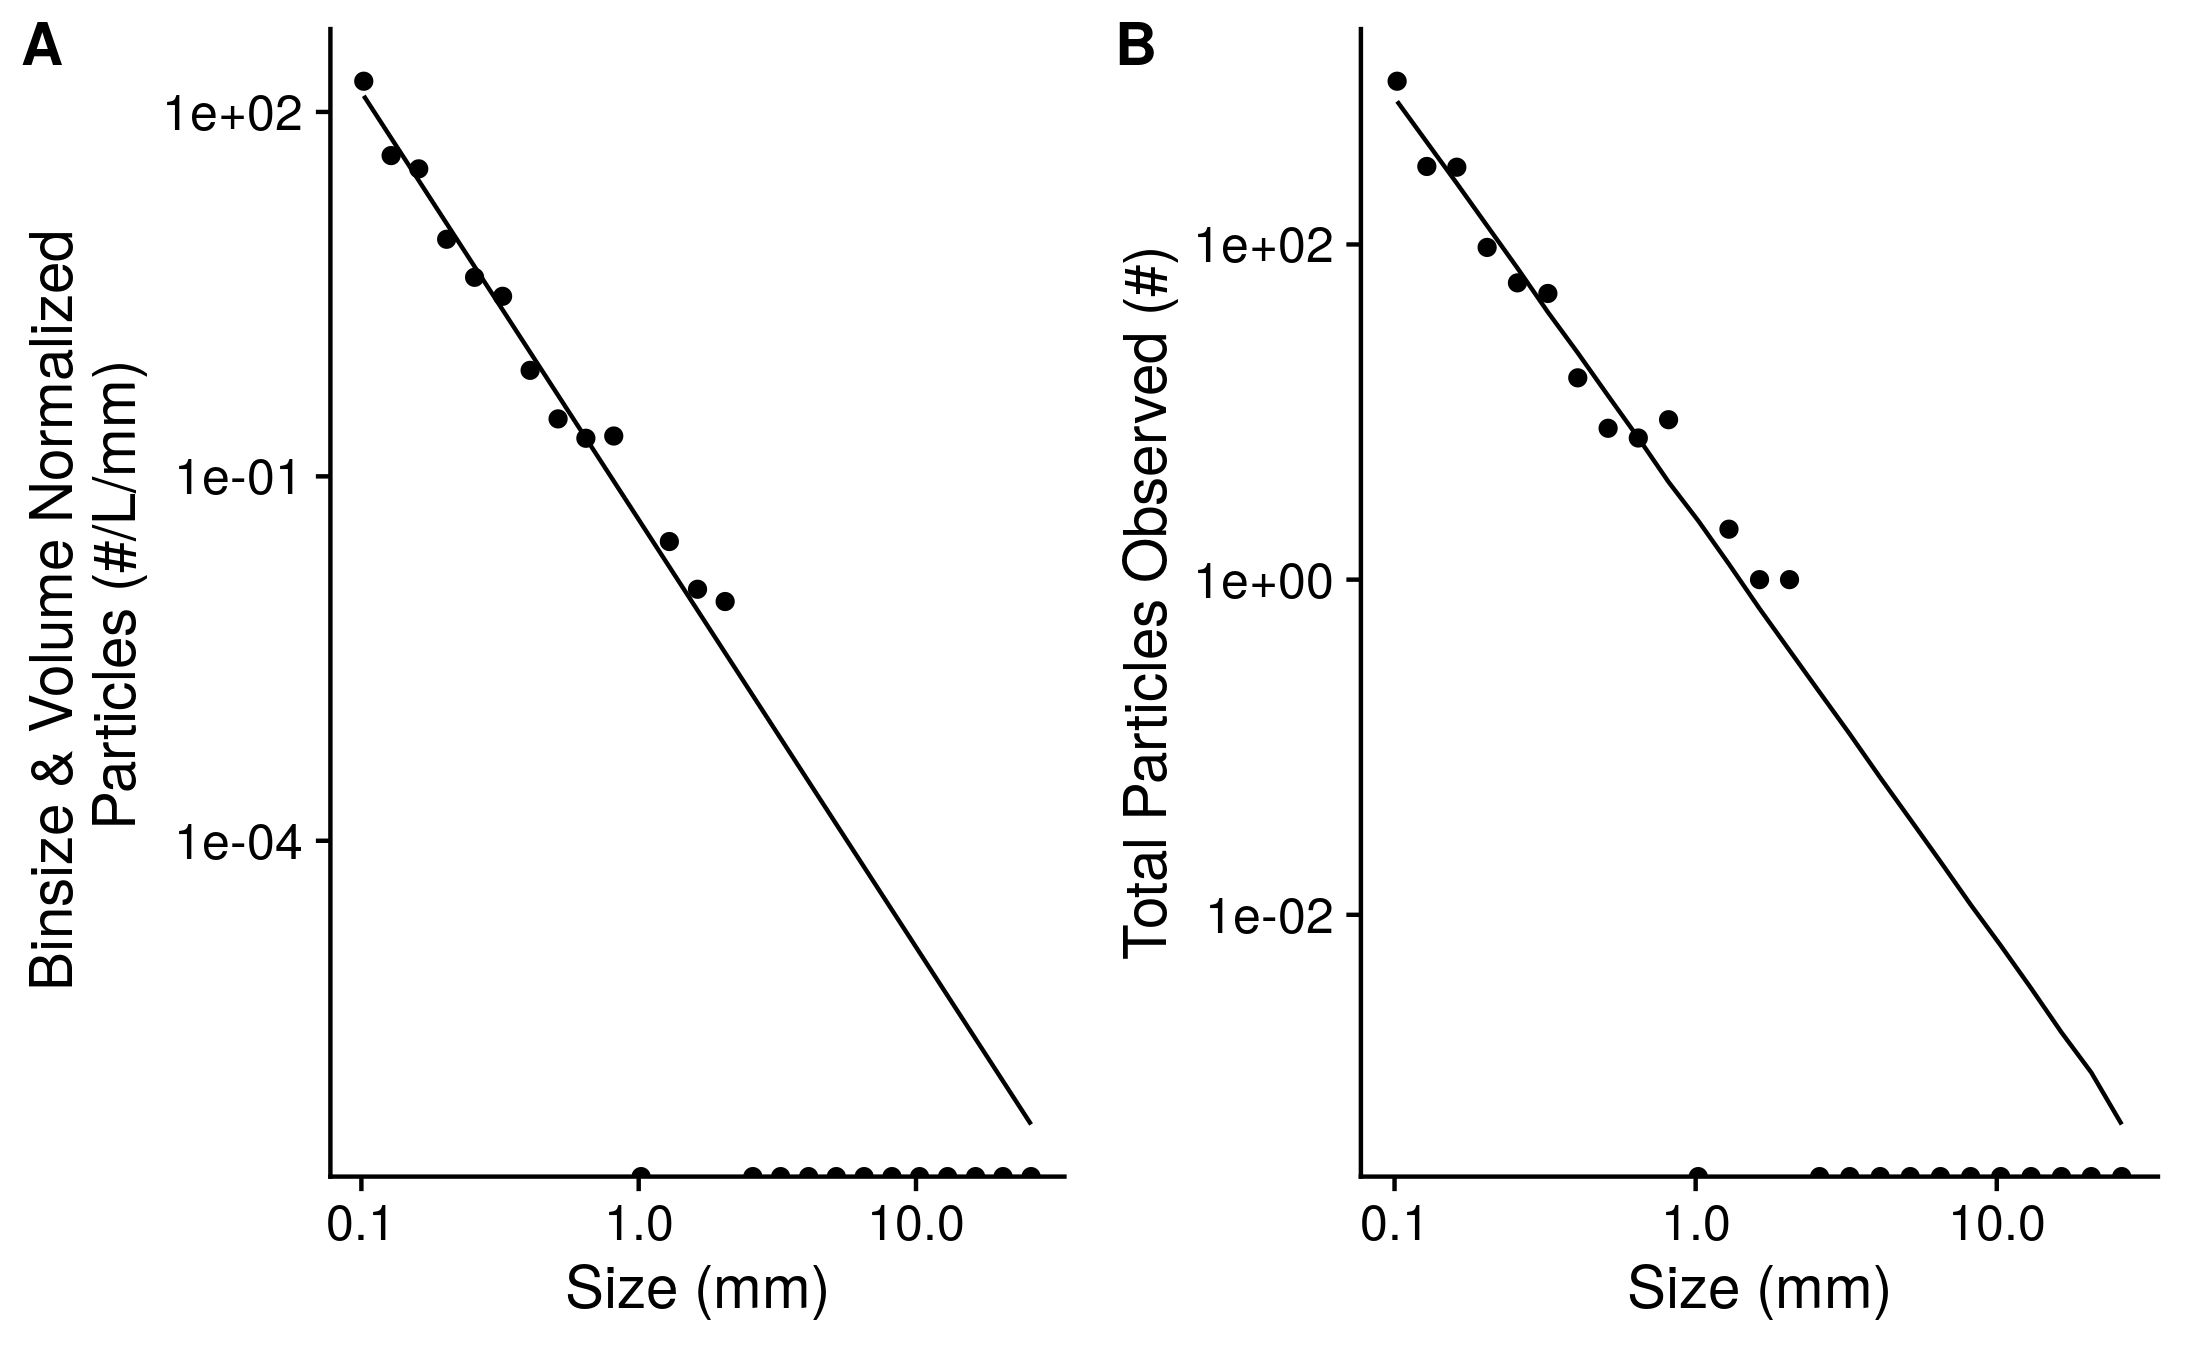 A
Binsize & Volume Normalized
Particles (#/L/mm)
1e+02
1e-01
1e-04
0.1 1.0 10.0
Size (mm)
B
Total Particles Observed (#)
1e+02
1e+00
1e-02
0.1 1.0 10.0
Size (mm)